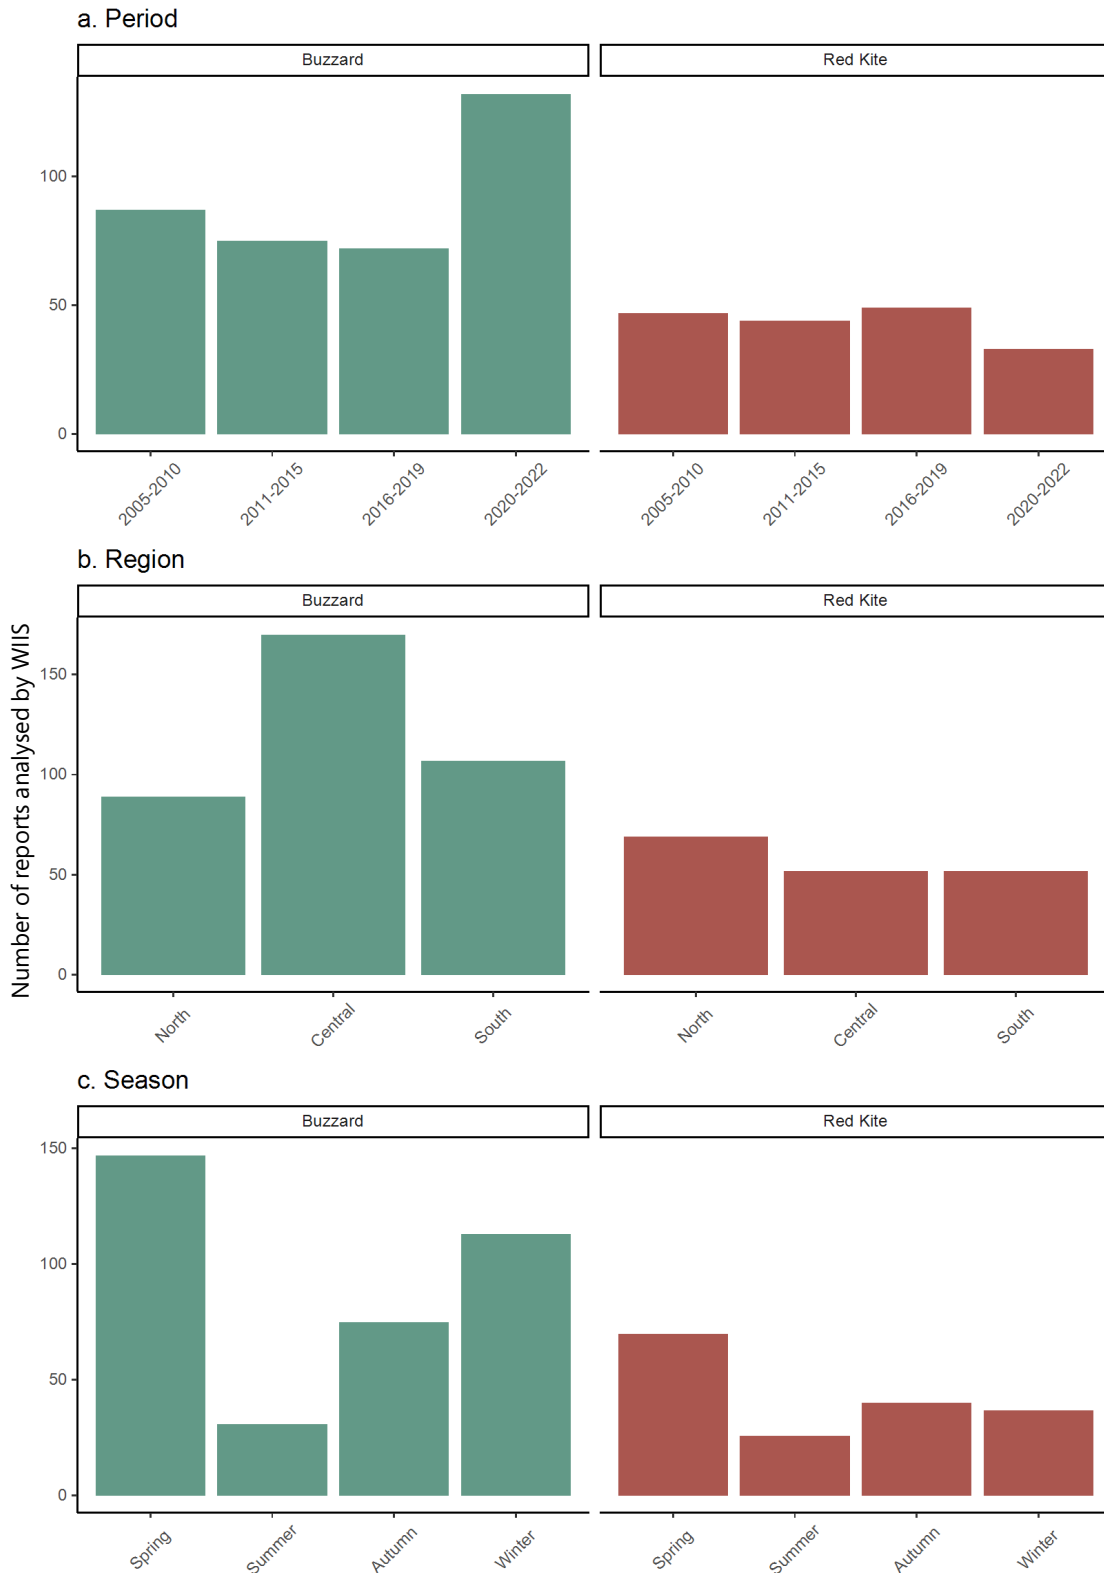 a. Period
Buzzard
Red Kite
100
50
0
2005-2010
2011-2015
2016-2019
2020-2022
2005-2010
2011-2015
2016-2019
2020-2022
b. Region
Buzzard
Red Kite
Number of reports analysed by WIIS
150
100
50
0
North
Central
South
North
Central
South
c. Season
Buzzard
Red Kite
150
100
50
0
Spring
Summer
Autumn
Winter
Spring
Summer
Autumn
Winter